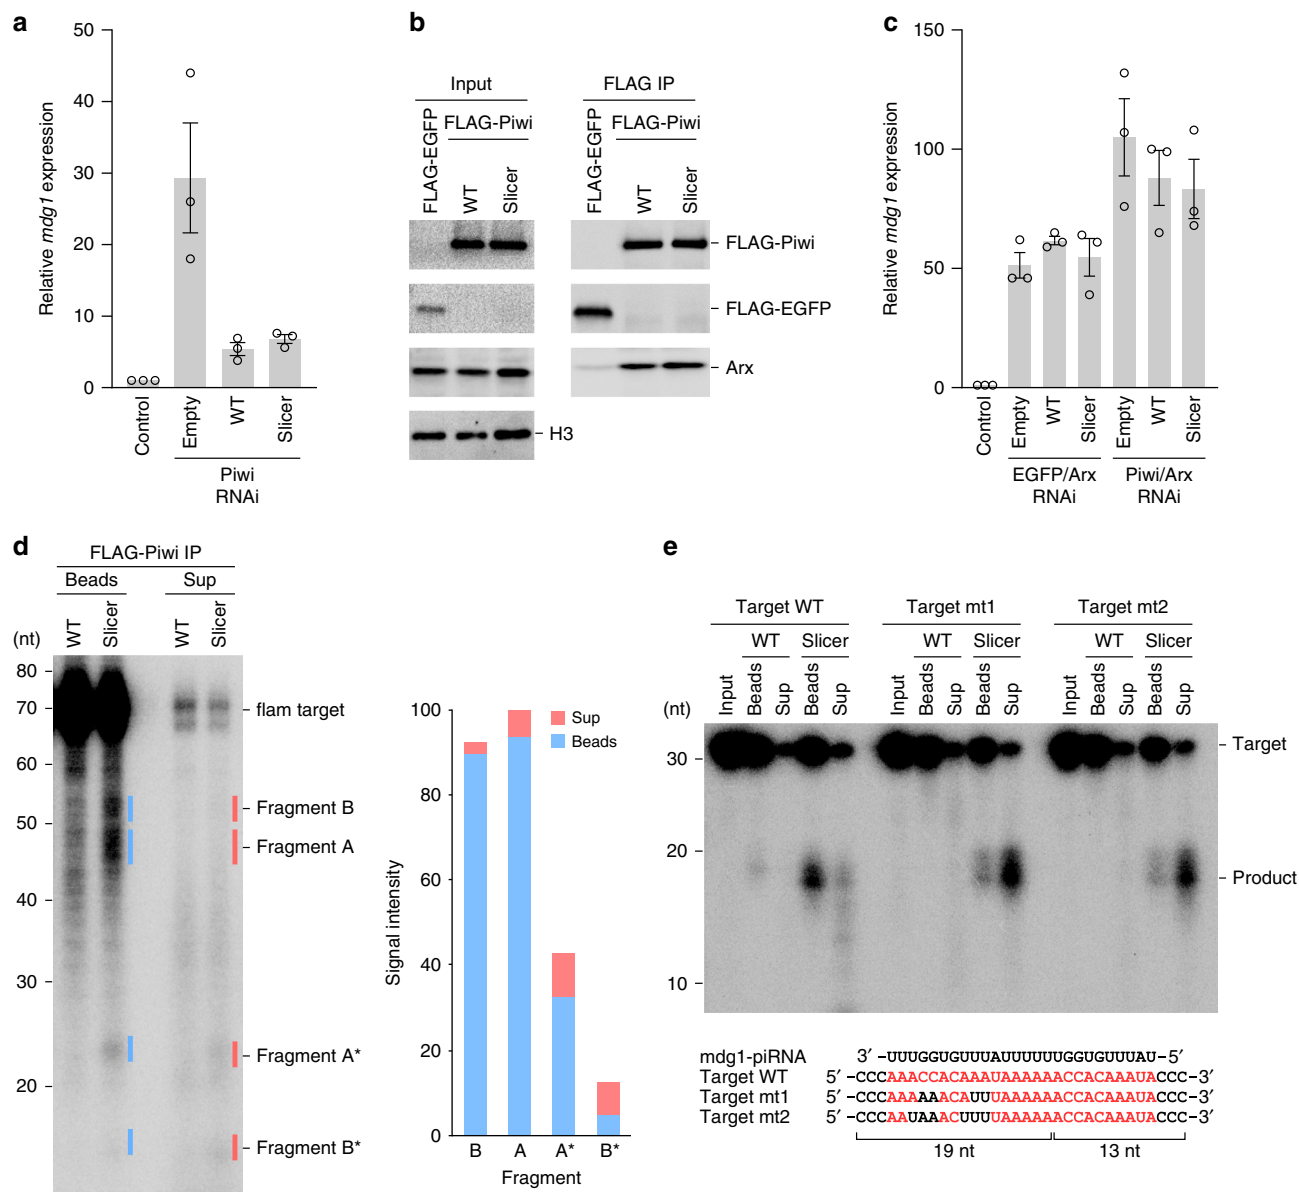 a
50
40
30
20
10
0
Relative mdg1 expression
Control
Empty
WT
Slicer
Piwi
RNAi
b
Input
FLAG IP
FLAG-EGFP
FLAG-Piwi
WT
Slicer
FLAG-EGFP
FLAG-Piwi
WT
Slicer
FLAG-Piwi
FLAG-EGFP
Arx
H3
c
150
100
50
0
Relative mdg1 expression
Control
Empty
WT
Slicer
Empty
WT
Slicer
EGFP/Arx
RNAi
Piwi/Arx
RNAi
d
FLAG-Piwi IP
Beads
Sup
WT
Slicer
WT
Slicer
(nt)
80
70
60
50
40
30
20
flam target
Fragment B
Fragment A
Fragment A*
Fragment B*
100
80
60
40
20
0
Signal intensity
Sup
Beads
B
A
A*
B*
Fragment
e
Target WT
Target mt1
Target mt2
WT
Slicer
WT
Slicer
WT
Slicer
Input
Beads
Sup
Beads
Sup
Input
Beads
Sup
Beads
Sup
Input
Beads
Sup
Beads
Sup
(nt)
30
20
10
Target
Product
mdg1-piRNA 3′ -UUUGGUGUUUAUUUUUUGGUGUUUAU-5′
Target WT 5′ -CCCAAACCACAAAUAAAAAACCACAAAUACCC-3′
Target mt1 5′ -CCCAAAAAACAUUUAAAAAACCACAAAUACCC-3′
Target mt2 5′ -CCCAAUAAACUUUUAAAAAACCACAAAUACCC-3′
19 nt
13 nt